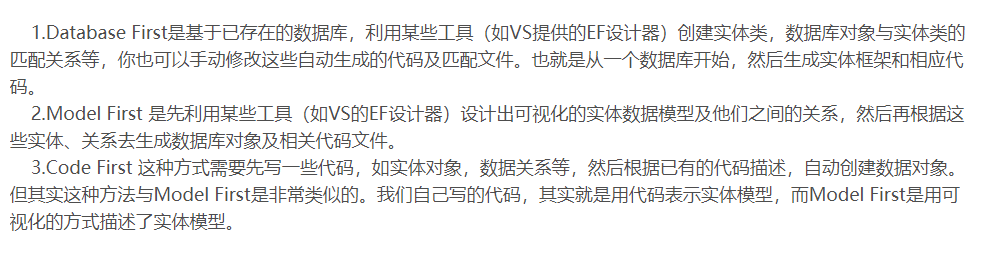 1.Database First是基于已存在的数据库，利用某些工具（如VS提供的EF设计器）创建实体类，数据库对象与实体类的
匹配关系等，你也可以手动修改这些自动生成的代码及匹配文件。也就是从一个数据库开始，然后生成实体框架和相应代
码。
2.Model First 是先利用某些工具（如VS的EF设计器）设计出可视化的实体数据模型及他们之间的关系，然后再根据这
些实体、关系去生成数据库对象及相关代码文件。
3.Code First 这种方式需要先写一些代码，如实体对象，数据关系等，然后根据已有的代码描述，自动创建数据对象。
但其实这种方法与Model First是非常类似的。我们自己写的代码，其实就是用代码表示实体模型，而Model First是用可
视化的方式描述了实体模型。